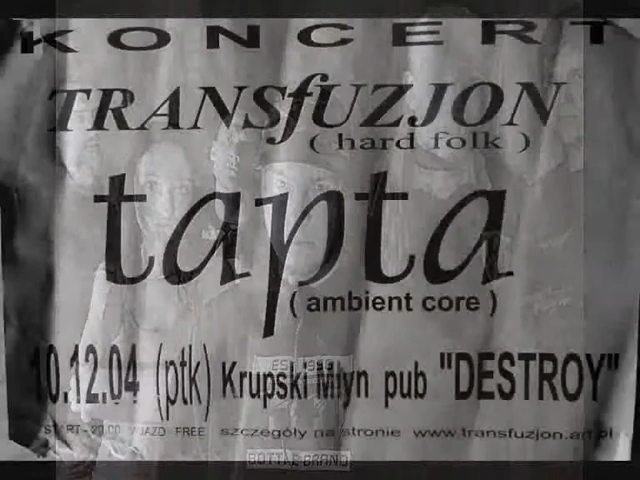 KONCERT
TRANSfUZJON
( hard folk )
tapta
( ambient core )
10.12.04 (ptk) Krupski Młyn pub "DESTROY"
START - 20.00 WJAZD FREE szczegóły na stronie www.transfuzjon.art.pl